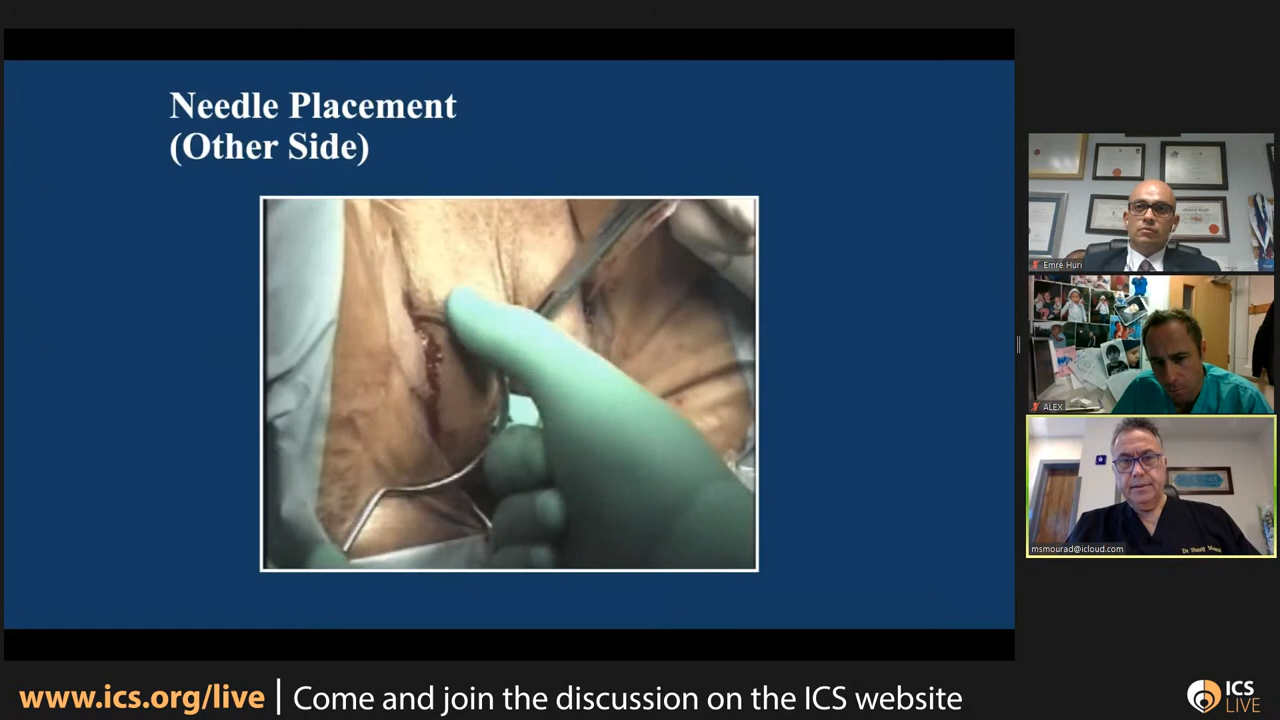 Needle Placement
(Other Side)
Emre Huri
ALEX
msmourad@icloud.com
www.ics.org/live | Come and join the discussion on the ICS website
ICS
LIVE